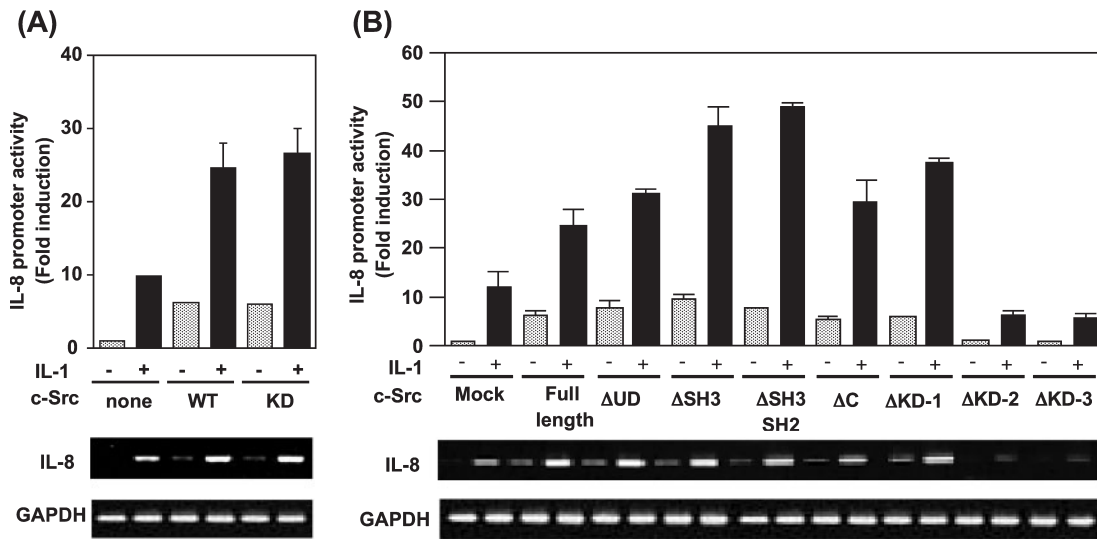 (A)
IL-8 promoter activity
(Fold induction)
40
30
20
10
0
IL-1 - + - + - +
c-Src none WT KD
IL-8
GAPDH
(B)
IL-8 promoter activity
(Fold induction)
60
50
40
30
20
10
0
IL-1 - + - + - + - + - + - + - + - + - +
c-Src Mock Full length ΔUD ΔSH3 ΔSH3 SH2 ΔC ΔKD-1 ΔKD-2 ΔKD-3
IL-8
GAPDH